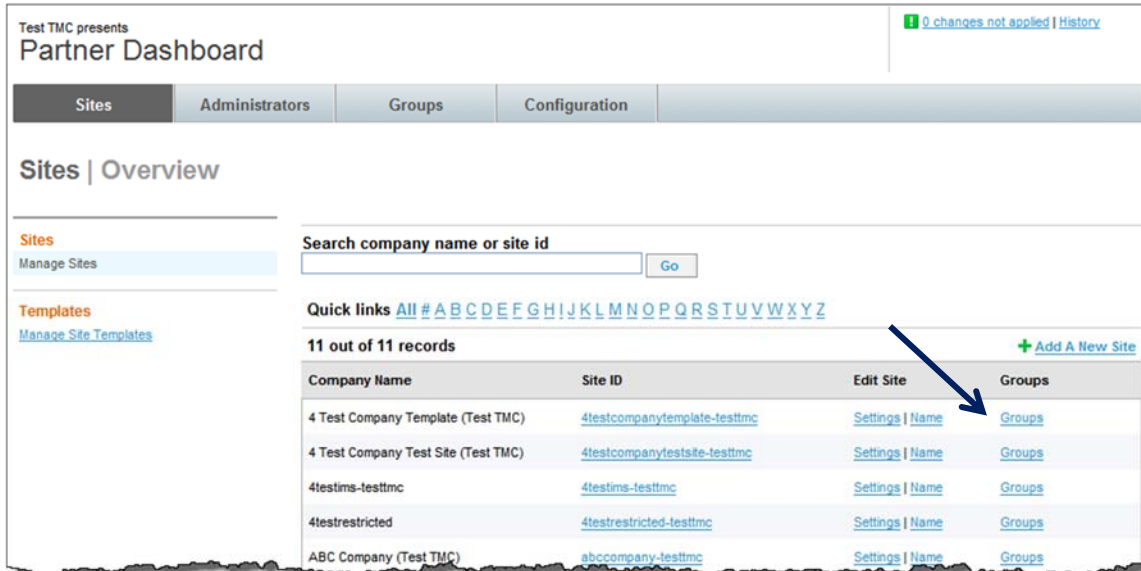 Test TMC presents
Partner Dashboard
0 changes not applied | History
Sites Administrators Groups Configuration
Sites | Overview
Sites
Manage Sites
Templates
Manage Site Templates
Search company name or site id
Go
Quick links All # A B C D E F G H I J K L M N O P Q R S T U V W X Y Z
11 out of 11 records
Add A New Site
Company Name Site ID Edit Site Groups
4 Test Company Template (Test TMC) 4testcompanytemplate-testtmc Settings | Name Groups
4 Test Company Test Site (Test TMC) 4testcompanytestsite-testtmc Settings | Name Groups
4testims-testtmc 4testims-testtmc Settings | Name Groups
4testrestricted 4testrestricted-testtmc Settings | Name Groups
ABC Company (Test TMC) abccompany-testtmc Settings | Name Groups